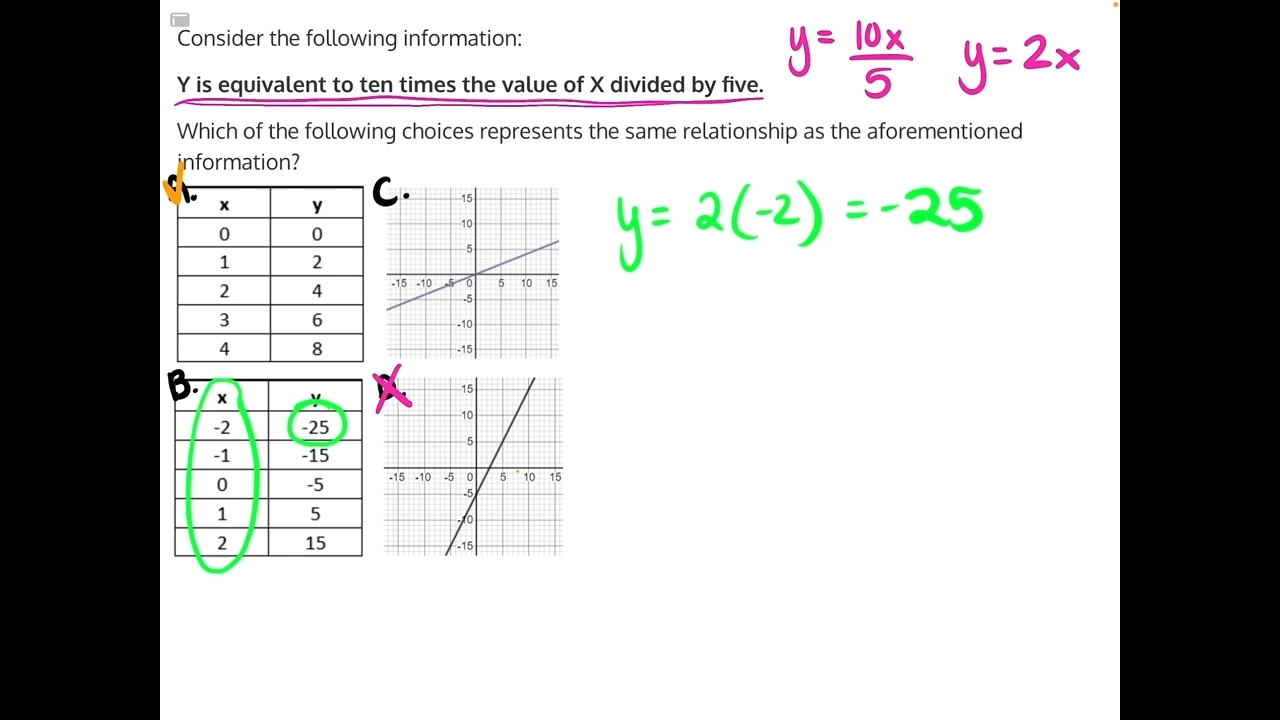 Consider the following information:
y = 10x/5 y = 2x
Y is equivalent to ten times the value of X divided by five.
Which of the following choices represents the same relationship as the aforementioned
information?
A.
x y
0 0
1 2
2 4
3 6
4 8
C.
15
10
5
-15 -10 -5 0 5 10 15
-5
-10
-15
y = 2(-2) = -25
B.
x y
-2 -25
-1 -15
0 -5
1 5
2 15
D.
15
10
5
-15 -10 -5 0 5 10 15
-5
-10
-15